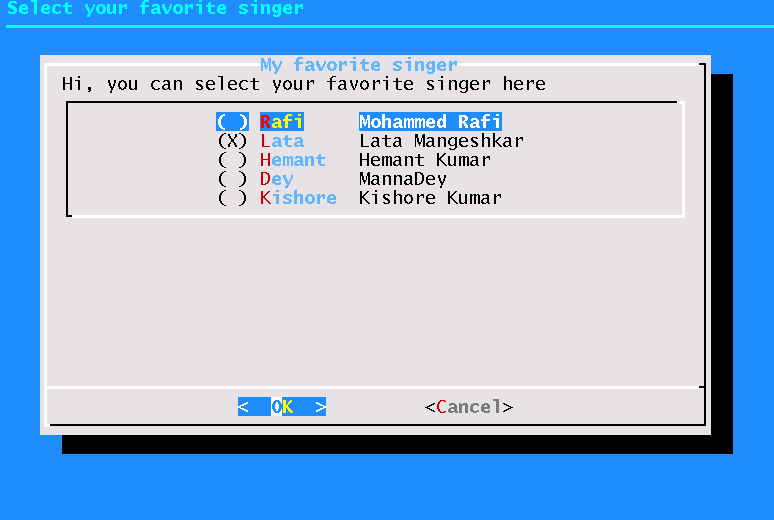 Select your favorite singer
My favorite singer
Hi, you can select your favorite singer here
( ) Rafi Mohammed Rafi
(X) Lata Lata Mangeshkar
( ) Hemant Hemant Kumar
( ) Dey MannaDey
( ) Kishore Kishore Kumar
< OK > <Cancel>